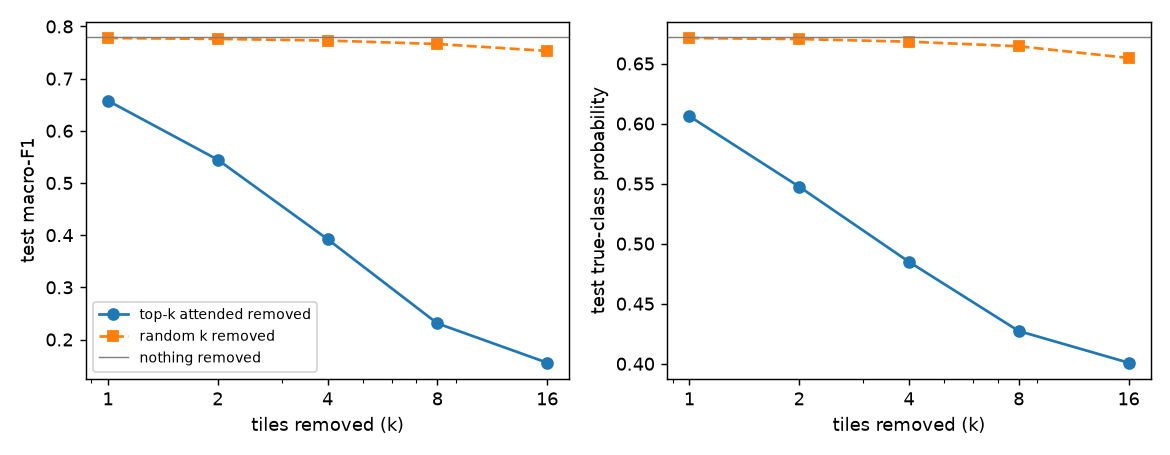 0.8
0.7
0.6
0.5
0.4
0.3
0.2
test macro-F1
top-k attended removed
random k removed
nothing removed
1 2 4 8 16
tiles removed (k)
0.65
0.60
0.55
0.50
0.45
0.40
test true-class probability
1 2 4 8 16
tiles removed (k)